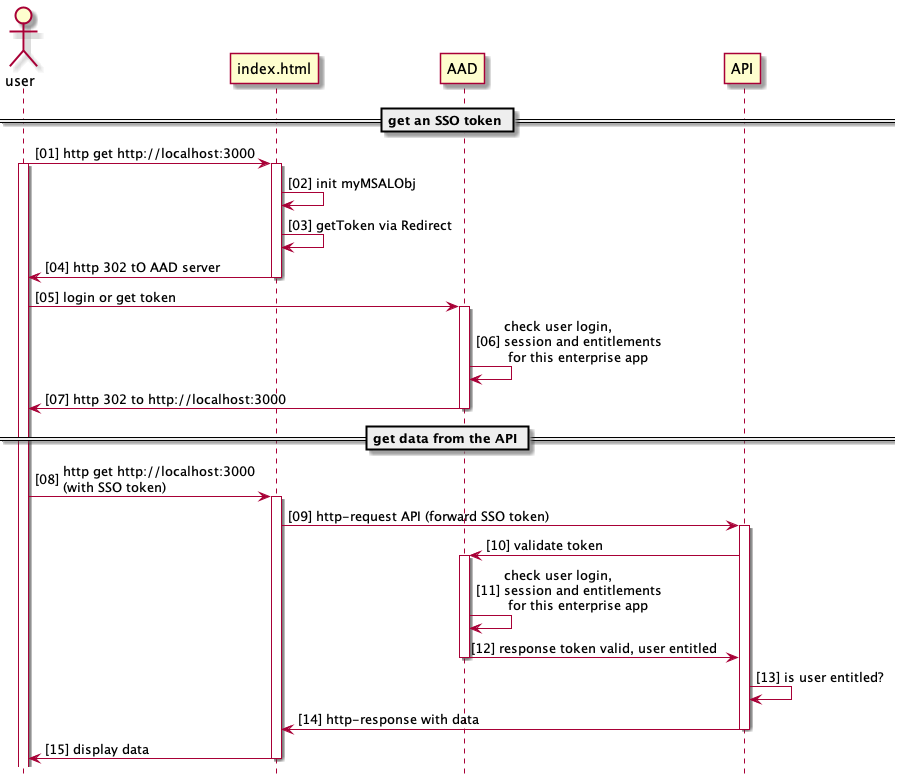 user
index.html
AAD
API
get an SSO token
[01] http get http://localhost:3000
[02] init myMSALObj
[03] getToken via Redirect
[04] http 302 tO AAD server
[05] login or get token
check user login,
[06] session and entitlements
for this enterprise app
[07] http 302 to http://localhost:3000
get data from the API
[08] http get http://localhost:3000
(with SSO token)
[09] http-request API (forward SSO token)
[10] validate token
check user login,
[11] session and entitlements
for this enterprise app
[12] response token valid, user entitled
[13] is user entitled?
[14] http-response with data
[15] display data